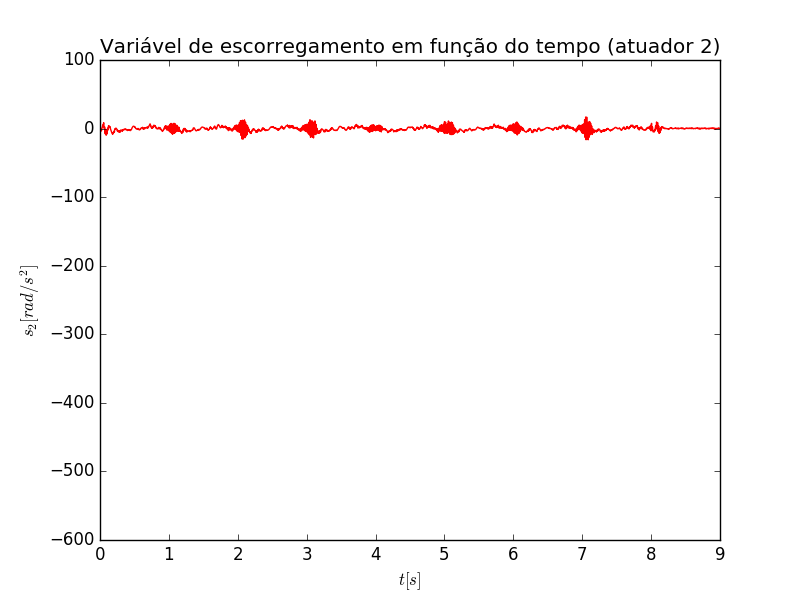 Variável de escorregamento em função do tempo (atuador 2)
100
0
−100
−200
−300
−400
−500
−600
s₂[rad/s²]
0 1 2 3 4 5 6 7 8 9
t[s]